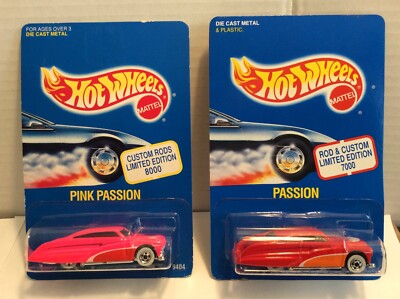 FOR AGES OVER 3
DIE CAST METAL
Hot Wheels
MATTEL
CUSTOM RODS
LIMITED EDITION
8000
PINK PASSION
9404
DIE CAST METAL
& PLASTIC.
Hot Wheels
MATTEL
ROD & CUSTOM
LIMITED EDITION
7000
PASSION